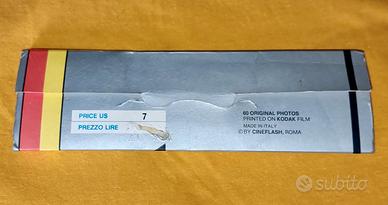 PRICE US 7
PREZZO LIRE
60 ORIGINAL PHOTOS
PRINTED ON KODAK FILM
MADE IN ITALY
© BY CINEFLASH, ROMA
subito